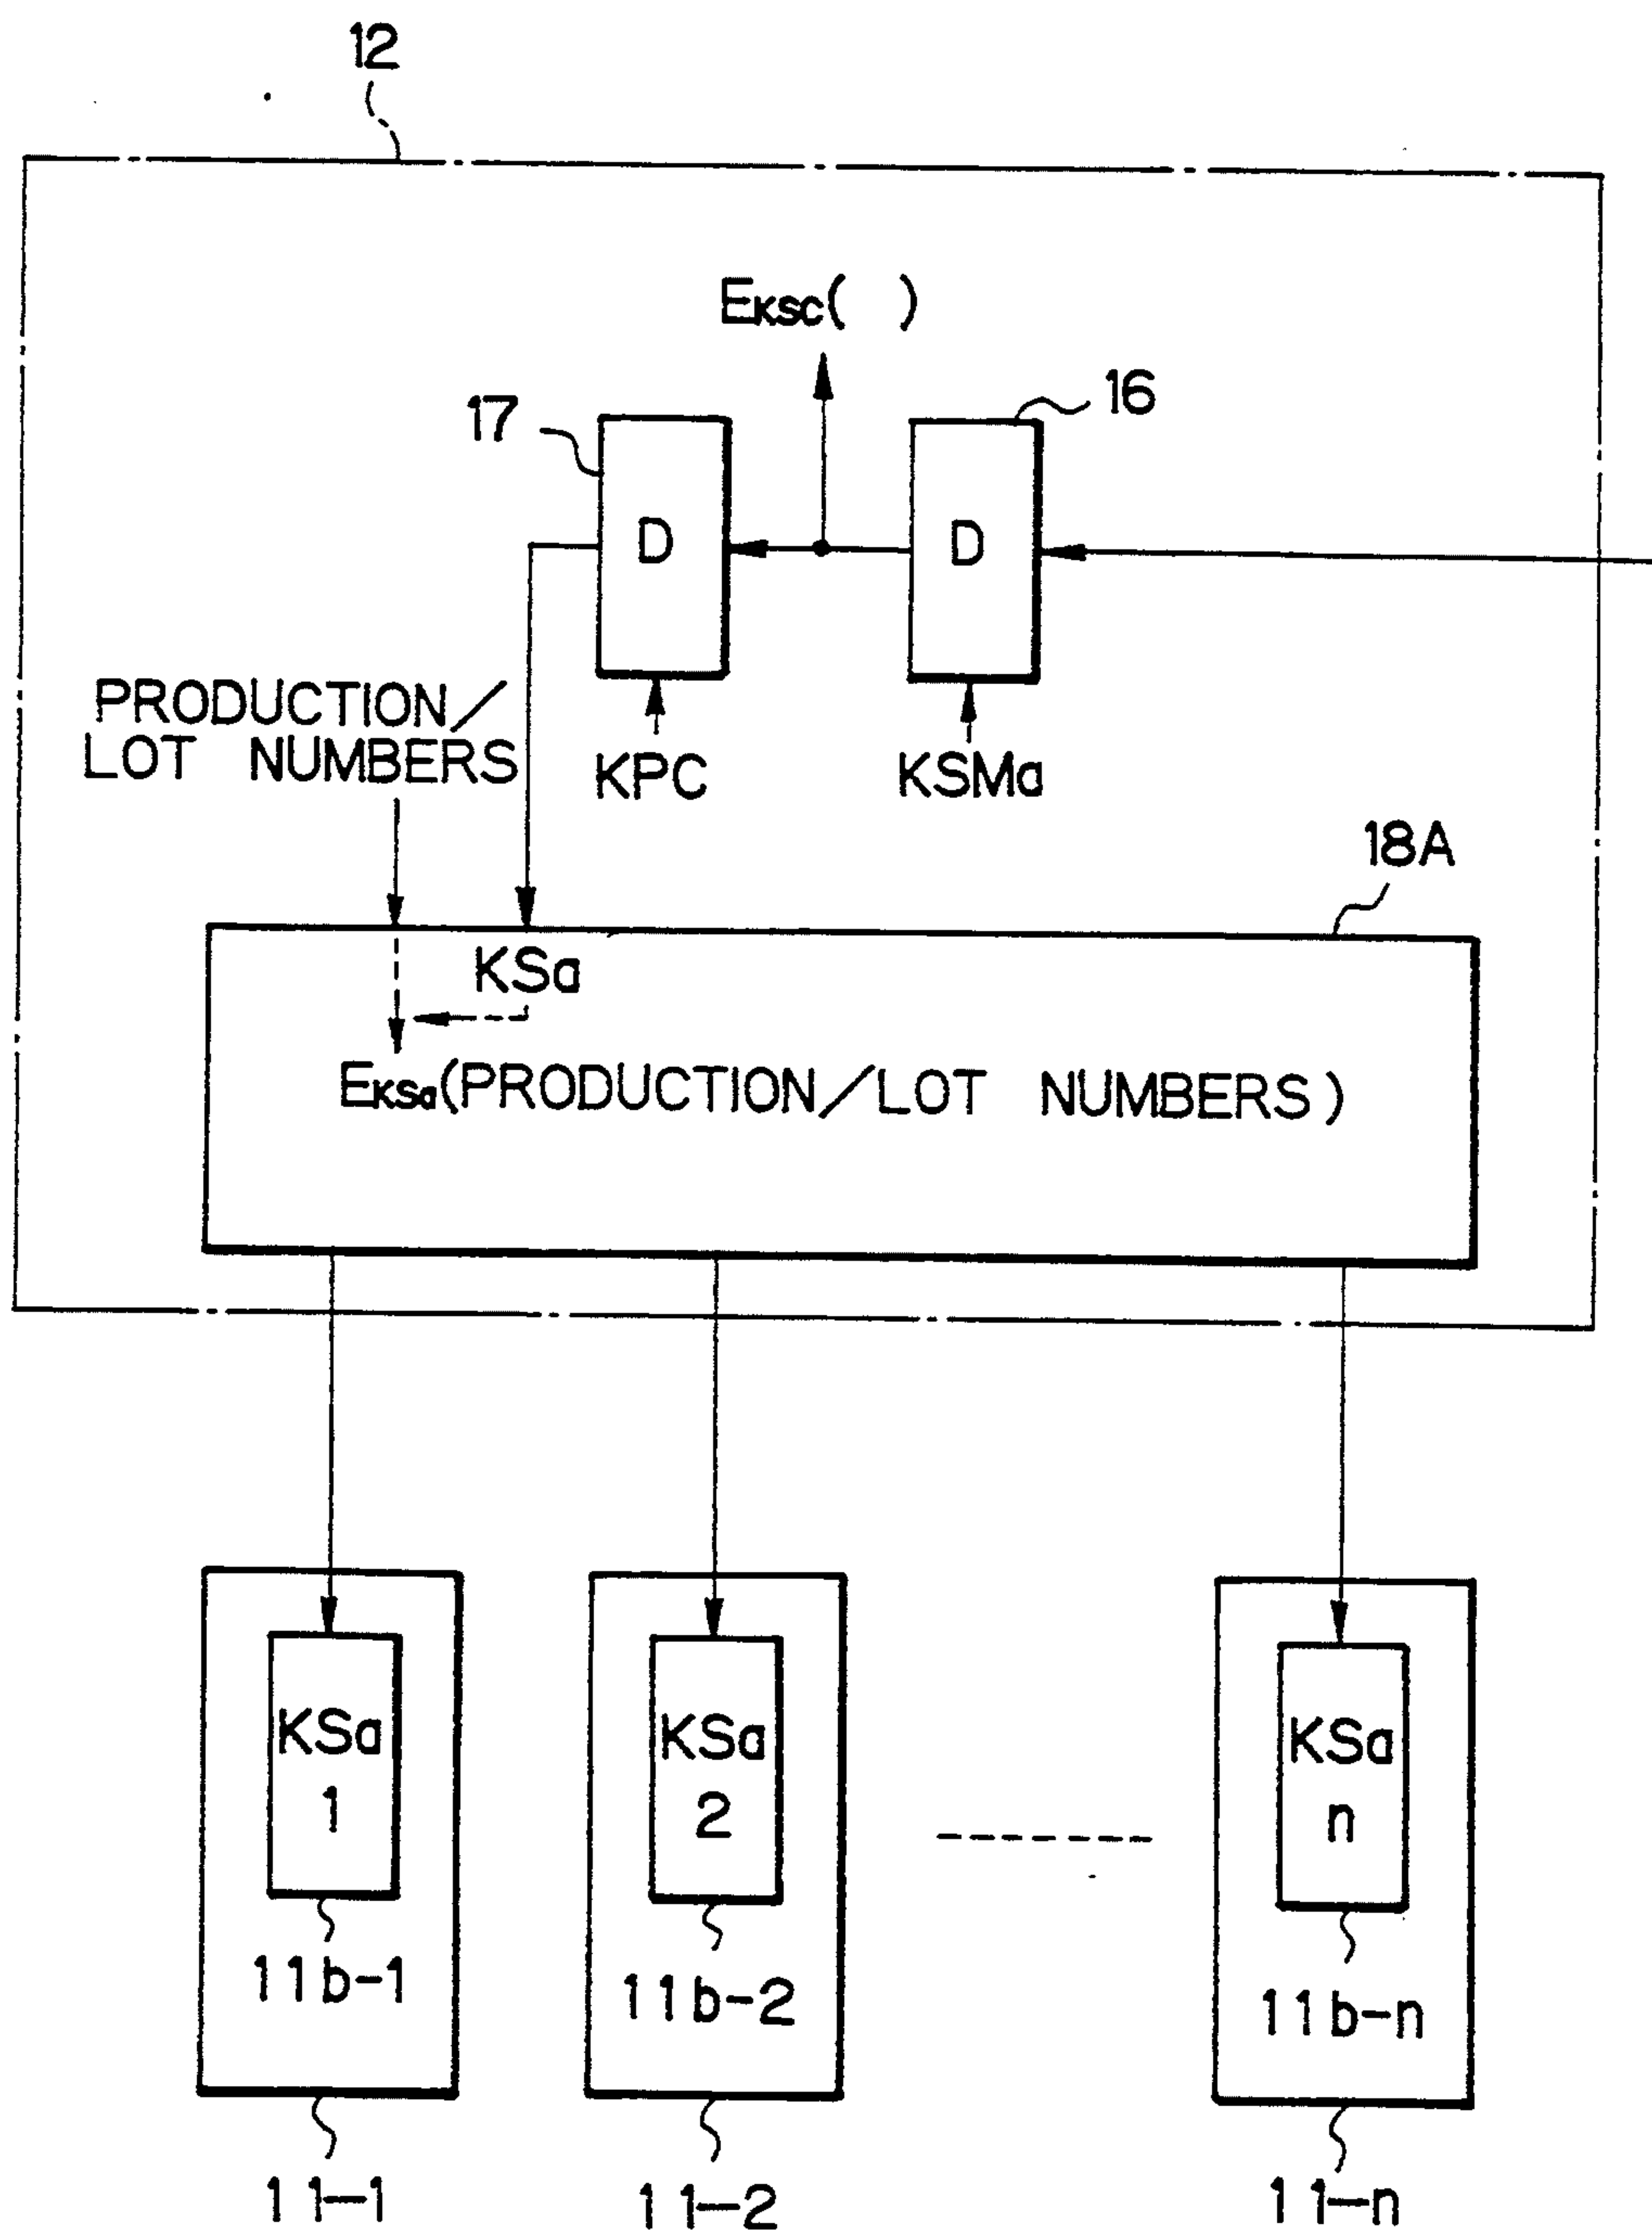 12
EKSC( )
17
16
D
D
PRODUCTION/
LOT NUMBERS
KPC
KSMa
18A
KSa
EKSa(PRODUCTION/LOT NUMBERS)
KSa
1
KSa
2
KSa
n
11b-1
11b-2
11b-n
11-1
11-2
11-n